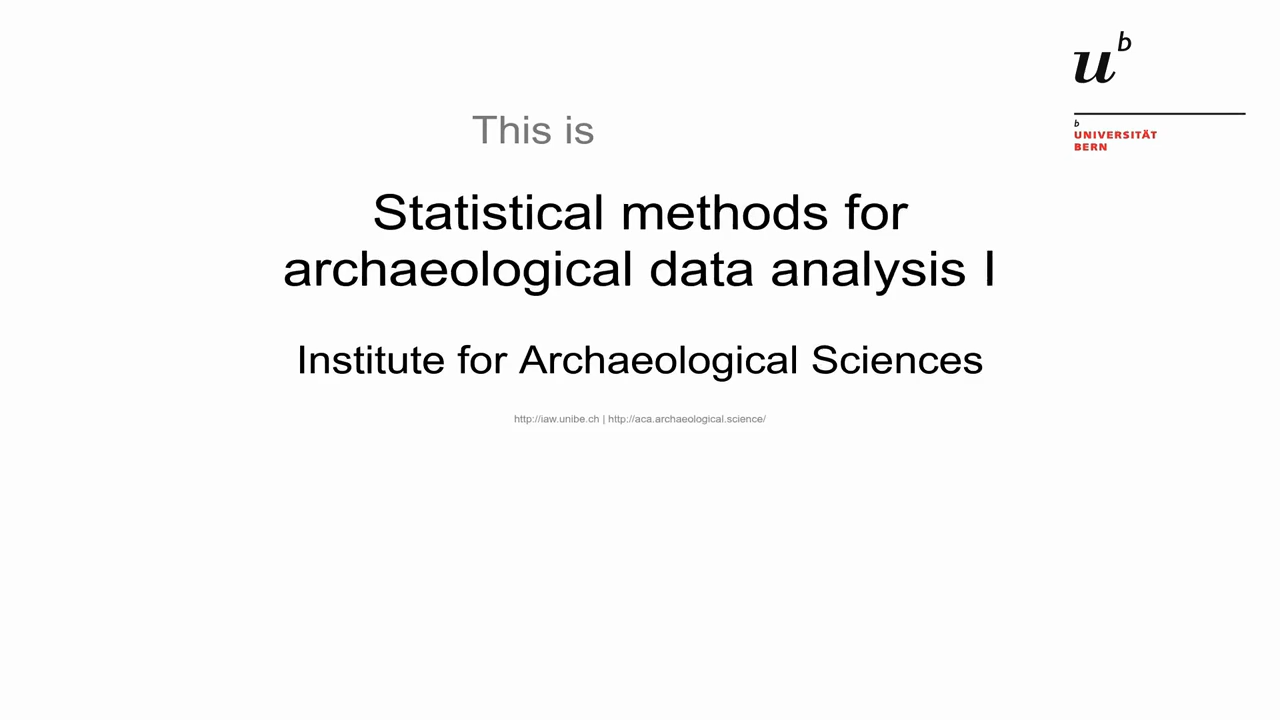 u^b
This is
b
UNIVERSITÄT
BERN
Statistical methods for
archaeological data analysis I
Institute for Archaeological Sciences
http://iaw.unibe.ch | http://aca.archaeological.science/